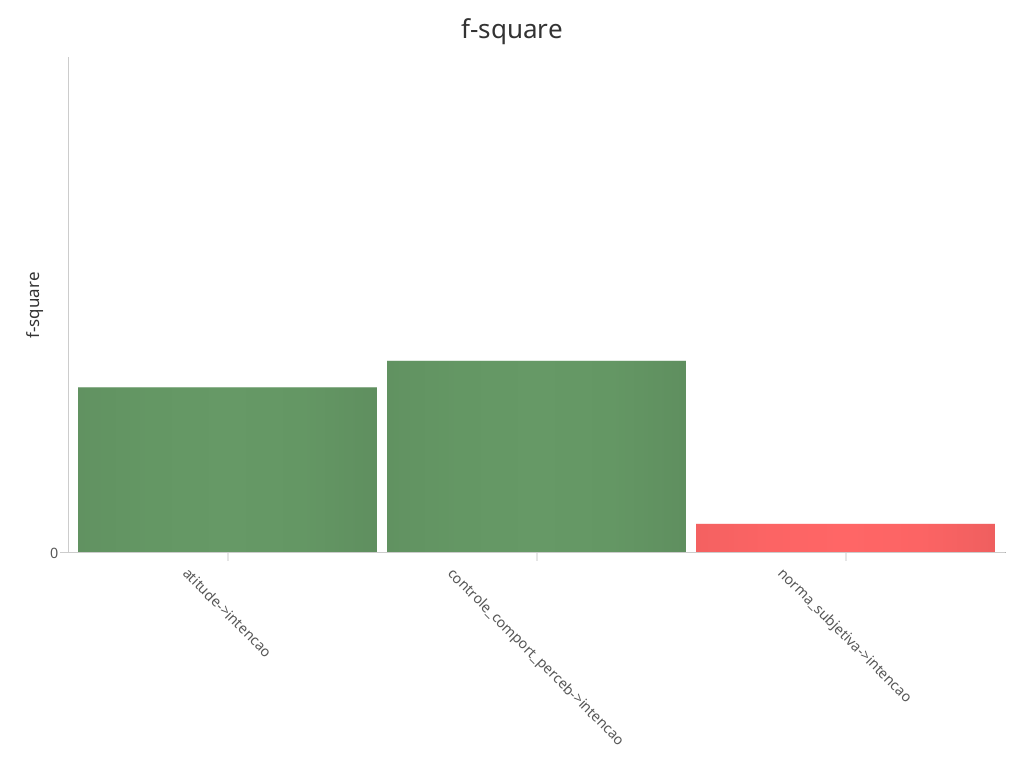 f-square
f-square
0
atitude->intencao
controle_comport_perceb->intencao
norma_subjetiva->intencao